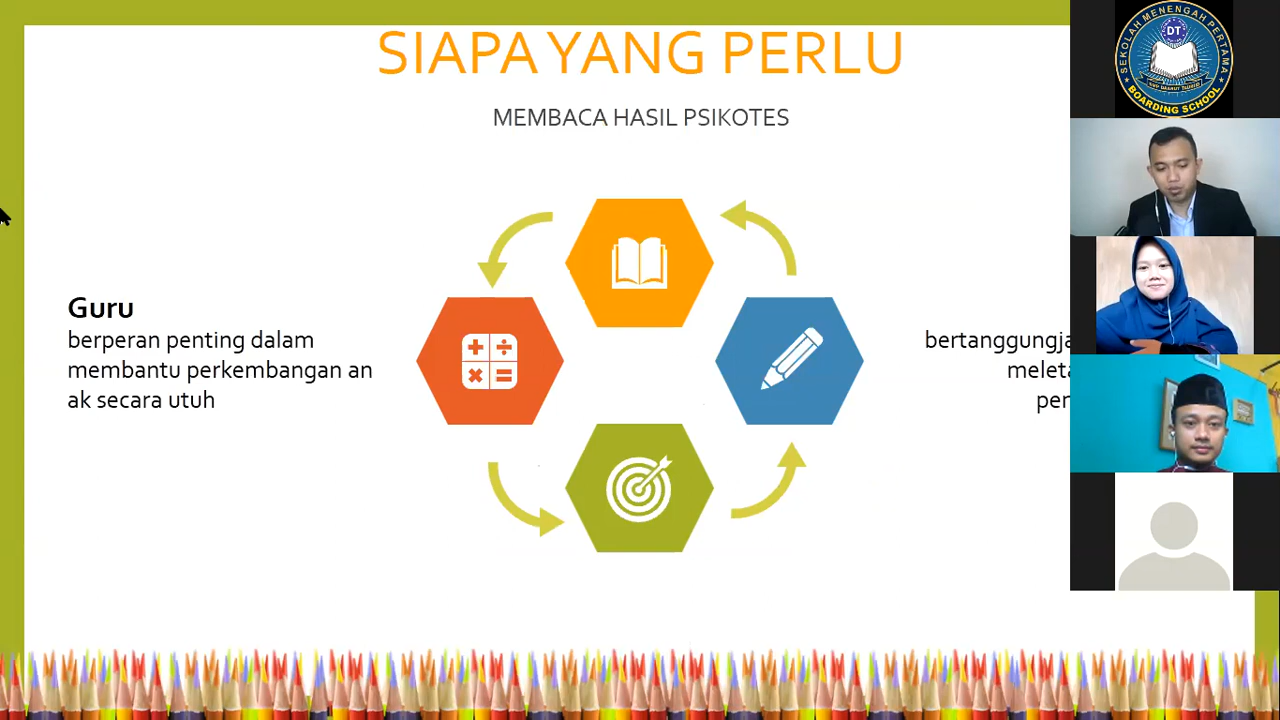 SIAPA YANG PERLU
MEMBACA HASIL PSIKOTES
Guru
berperan penting dalam
membantu perkembangan an
ak secara utuh
bertanggungja
meleta
per
SEKOLAH MENENGAH PERTAMA
DT
BOARDING SCHOOL